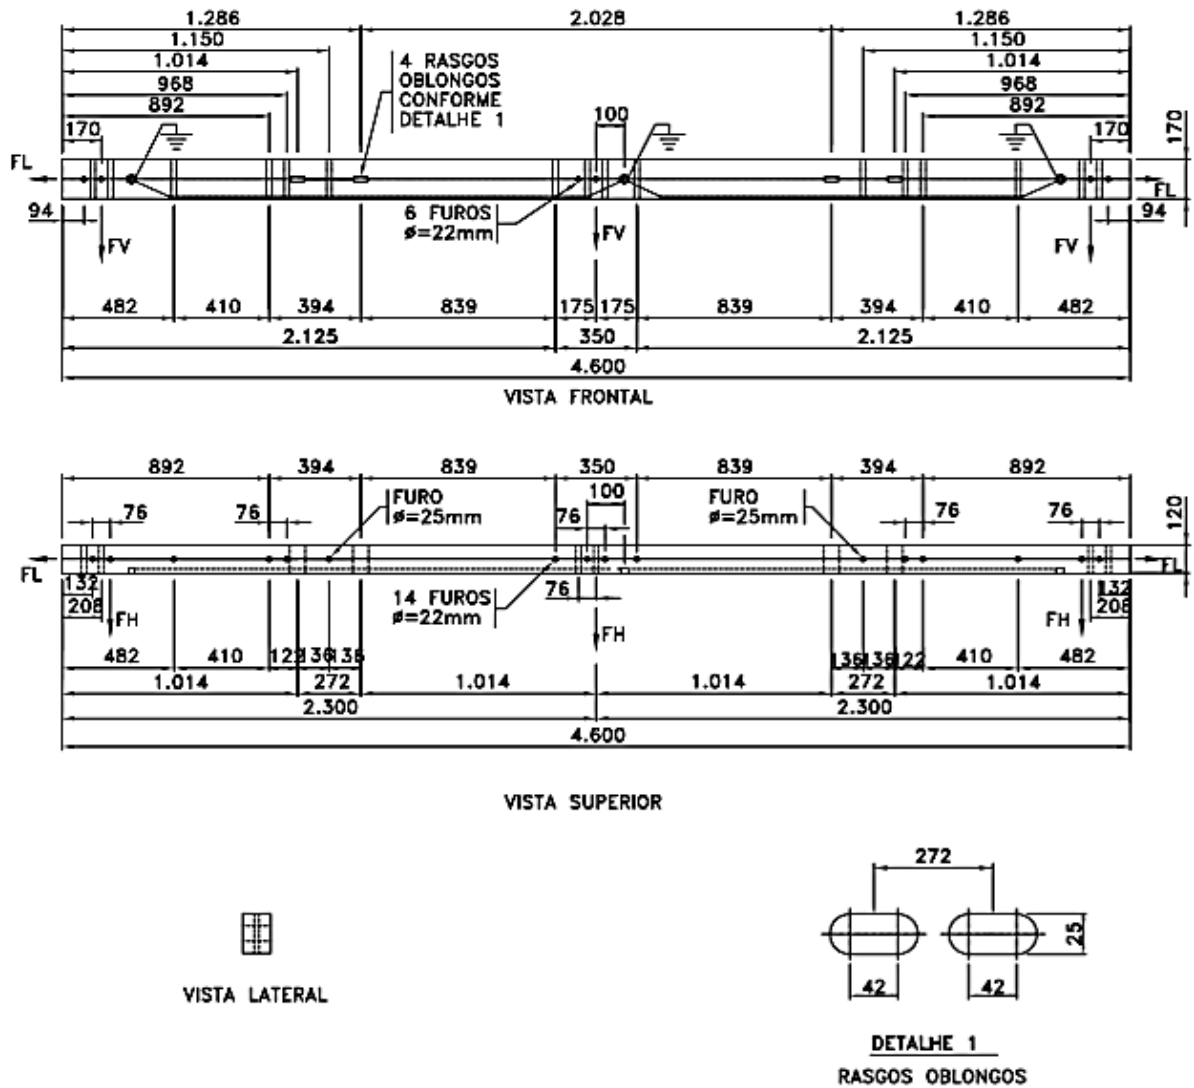 1.286 2.028 1.286
1.150 1.150
1.014 1.014
968 968
892 892
4 RASGOS
OBLONGOS
CONFORME
DETALHE 1
170 100 170 170
FL FL
94 94
6 FUROS
ø=22mm
FV FV FV
482 410 394 839 175 175 839 394 410 482
2.125 350 2.125
4.600
VISTA FRONTAL
892 394 839 350 839 394 892
100
FURO
ø=25mm
FURO
ø=25mm
76 76 76 76 76 120
FL FL
132 132
208 208
76
14 FUROS
ø=22mm
FH FH FH
482 410 122 136 136 136 136 122 410 482
1.014 272 1.014 1.014 272 1.014
2.300 2.300
4.600
VISTA SUPERIOR
272
25
42 42
VISTA LATERAL
DETALHE 1
RASGOS OBLONGOS